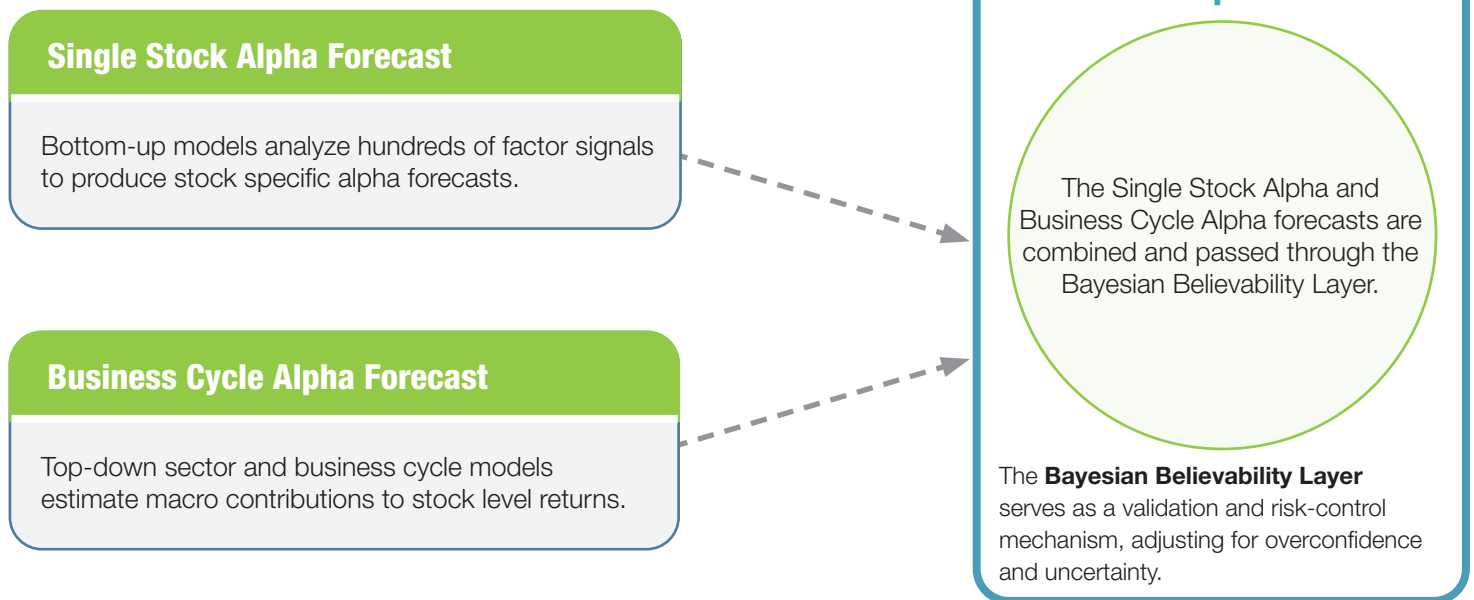 Single Stock Alpha Forecast
Bottom-up models analyze hundreds of factor signals
to produce stock specific alpha forecasts.
Business Cycle Alpha Forecast
Top-down sector and business cycle models
estimate macro contributions to stock level returns.
The Single Stock Alpha and
Business Cycle Alpha forecasts are
combined and passed through the
Bayesian Believability Layer.
The Bayesian Believability Layer
serves as a validation and risk-control
mechanism, adjusting for overconfidence
and uncertainty.